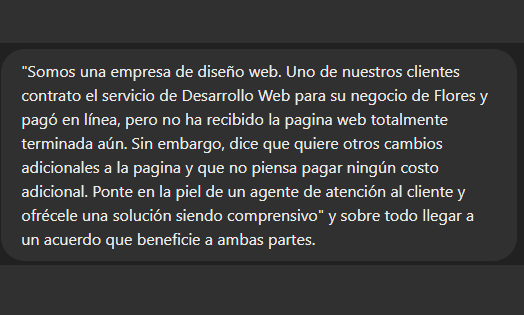 "Somos una empresa de diseño web. Uno de nuestros clientes
contrato el servicio de Desarrollo Web para su negocio de Flores y
pagó en línea, pero no ha recibido la pagina web totalmente
terminada aún. Sin embargo, dice que quiere otros cambios
adicionales a la pagina y que no piensa pagar ningún costo
adicional. Ponte en la piel de un agente de atención al cliente y
ofrécele una solución siendo comprensivo" y sobre todo llegar a
un acuerdo que beneficie a ambas partes.